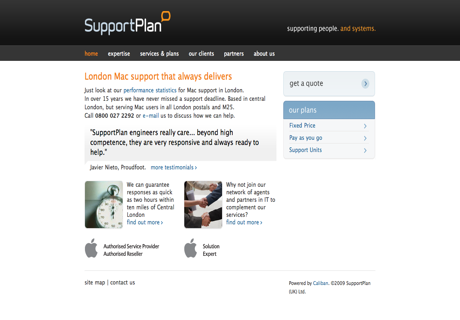 SupportPlan
supporting people. and systems.
home expertise services & plans our clients partners about us
London Mac support that always delivers
Just look at our performance statistics for Mac support in London.
In over 15 years we have never missed a support deadline. Based in central
London, but serving Mac users in all London postals and M25.
Call 0800 027 2292 or e-mail us to discuss how we can help.
"SupportPlan engineers really care... beyond high
competence, they are very responsive and always ready to
help."
Javier Nieto, Proudfoot. more testimonials ›
get a quote
our plans
Fixed Price
Pay as you go
Support Units
We can guarantee
responses as quick
as two hours within
ten miles of Central
London
find out more ›
Why not join our
network of agents
and partners in IT to
complement our
services?
find out more ›
Authorised Service Provider
Authorised Reseller
Solution
Expert
site map | contact us
Powered by Caliban. ©2009 SupportPlan
(UK) Ltd.